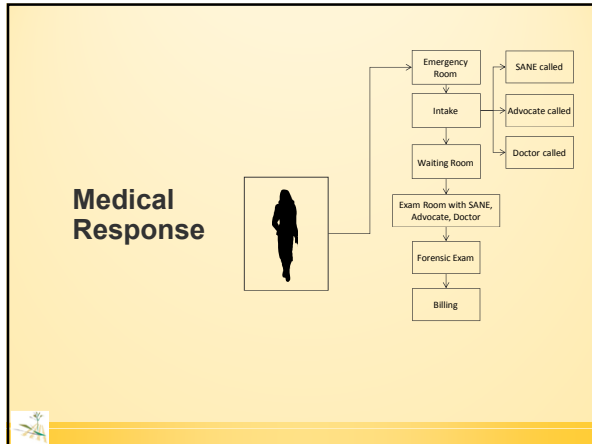 Medical
Response
Emergency
Room
Intake
Waiting Room
Exam Room with SANE,
Advocate, Doctor
Forensic Exam
Billing
SANE called
Advocate called
Doctor called